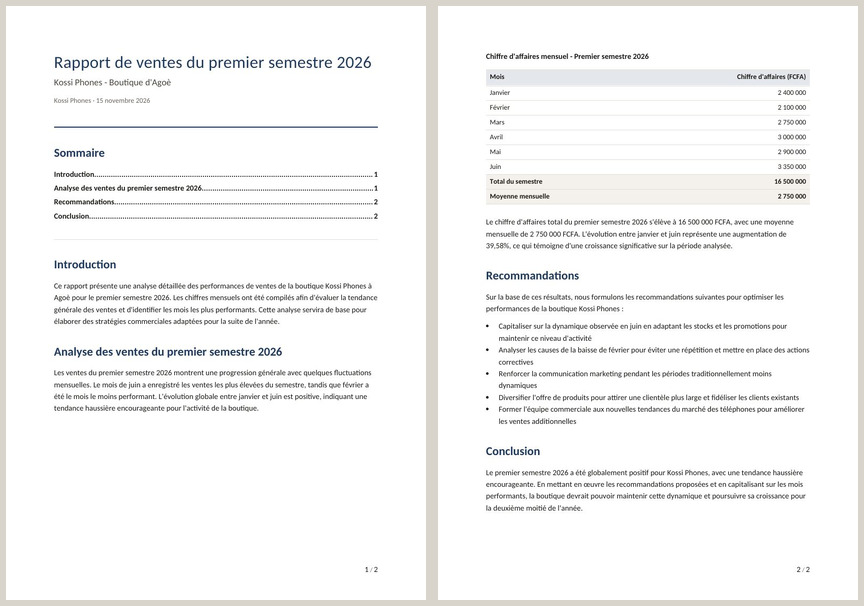 Rapport de ventes du premier semestre 2026
Kossi Phones - Boutique d'Agoè
Kossi Phones - 15 novembre 2026
Sommaire
Introduction 1
Analyse des ventes du premier semestre 2026 1
Recommandations 2
Conclusion 2
Introduction
Ce rapport présente une analyse détaillée des performances de ventes de la boutique Kossi Phones à
Agoè pour le premier semestre 2026. Les chiffres mensuels ont été compilés afin d'évaluer la tendance
générale des ventes et d'identifier les mois les plus performants. Cette analyse servira de base pour
élaborer des stratégies commerciales adaptées pour la suite de l'année.
Analyse des ventes du premier semestre 2026
Les ventes du premier semestre 2026 montrent une progression générale avec quelques fluctuations
mensuelles. Le mois de juin a enregistré les ventes les plus élevées du semestre, tandis que février a
été le mois le moins performant. L'évolution globale entre janvier et juin est positive, indiquant une
tendance haussière encourageante pour l'activité de la boutique.
1 / 2
Chiffre d'affaires mensuel - Premier semestre 2026
Mois Chiffre d'affaires (FCFA)
Janvier 2 400 000
Février 2 100 000
Mars 2 750 000
Avril 3 000 000
Mai 2 900 000
Juin 3 350 000
Total du semestre 16 500 000
Moyenne mensuelle 2 750 000
Le chiffre d'affaires total du premier semestre 2026 s'élève à 16 500 000 FCFA, avec une moyenne
mensuelle de 2 750 000 FCFA. L'évolution entre janvier et juin représente une augmentation de
39,58%, ce qui témoigne d'une croissance significative sur la période analysée.
Recommandations
Sur la base de ces résultats, nous formulons les recommandations suivantes pour optimiser les
performances de la boutique Kossi Phones :
• Capitaliser sur la dynamique observée en juin en adaptant les stocks et les promotions pour
maintenir ce niveau d'activité
• Analyser les causes de la baisse de février pour éviter une répétition et mettre en place des actions
correctives
• Renforcer la communication marketing pendant les périodes traditionnellement moins
dynamiques
• Diversifier l'offre de produits pour attirer une clientèle plus large et fidéliser les clients existants
• Former l'équipe commerciale aux nouvelles tendances du marché des téléphones pour améliorer
les ventes additionnelles
Conclusion
Le premier semestre 2026 a été globalement positif pour Kossi Phones, avec une tendance haussière
encourageante. En mettant en œuvre les recommandations proposées et en capitalisant sur les mois
performants, la boutique devrait pouvoir maintenir cette dynamique et poursuivre sa croissance pour
la deuxième moitié de l'année.
2 / 2